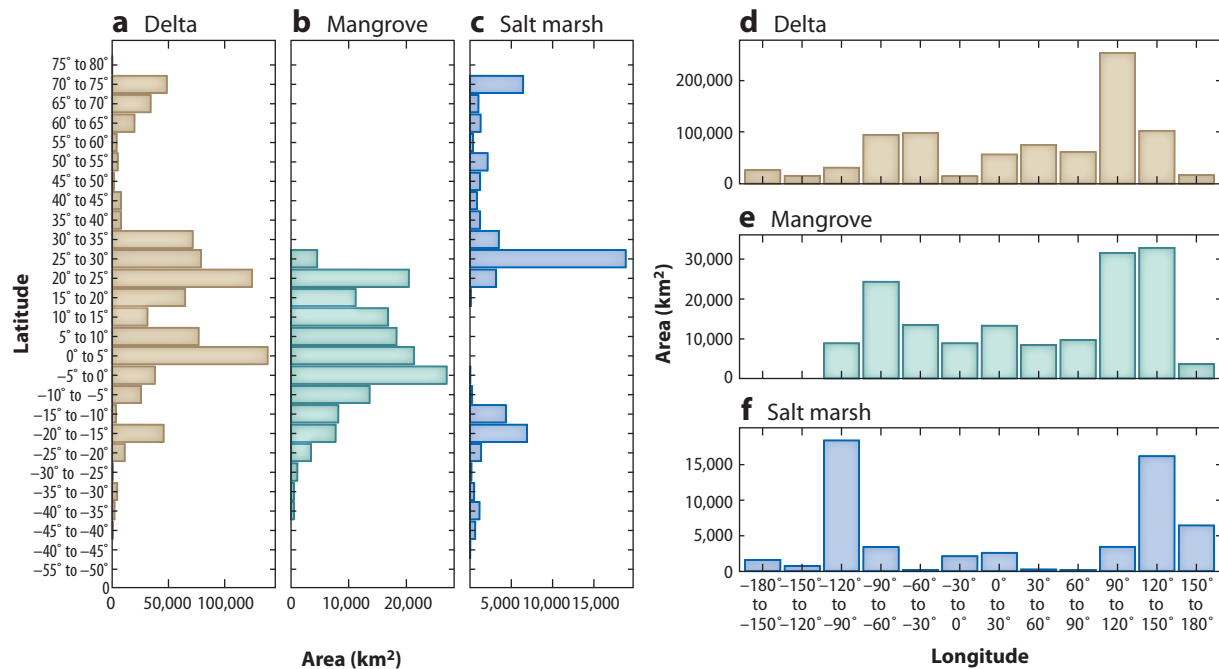 a Delta
b Mangrove
c Salt marsh
Latitude
75° to 80°
70° to 75°
65° to 70°
60° to 65°
55° to 60°
50° to 55°
45° to 50°
40° to 45°
35° to 40°
30° to 35°
25° to 30°
20° to 25°
15° to 20°
10° to 15°
5° to 10°
0° to 5°
−5° to 0°
−10° to −5°
−15° to −10°
−20° to −15°
−25° to −20°
−30° to −25°
−35° to −30°
−40° to −35°
−45° to −40°
−40° to −45°
−55° to −50°
0
0 50,000 100,000
0 10,000 20,000
5,000 10,000 15,000
Area (km²)
d Delta
200,000
100,000
0
e Mangrove
30,000
20,000
10,000
0
Area (km²)
f Salt marsh
15,000
10,000
5,000
0
−180° −150° −120° −90° −60° −30° 0° 30° 60° 90° 120° 150°
to to to to to to to to to to to to
−150° −120° −90° −60° −30° 0° 30° 60° 90° 120° 150° 180°
Longitude